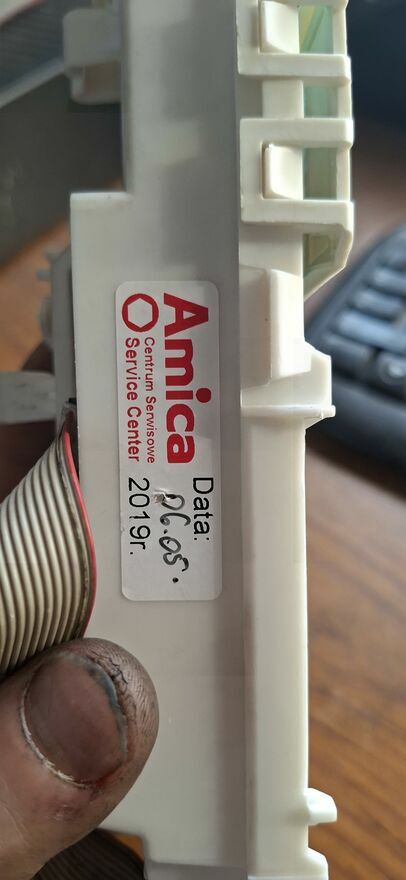 Amica
Centrum Serwisowe
Service Center
Data:
06.05.
2019r.